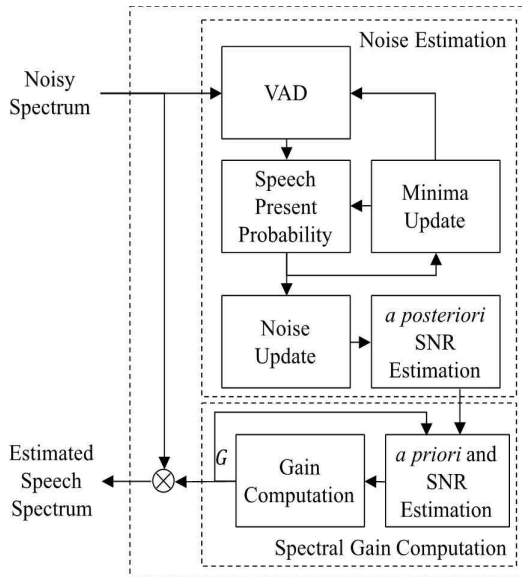 Noise Estimation
Noisy
Spectrum
VAD
Speech
Present
Probability
Minima
Update
Noise
Update
a posteriori
SNR
Estimation
Estimated
Speech
Spectrum
G
Gain
Computation
a priori and
SNR
Estimation
Spectral Gain Computation